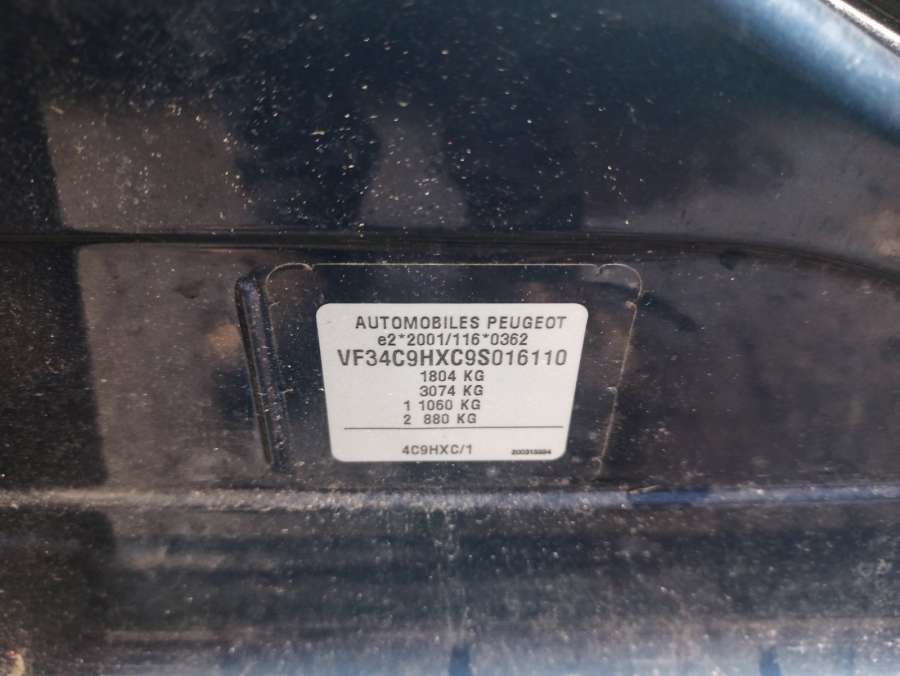 AUTOMOBILES PEUGEOT
e2*2001/116*0362
VF34C9HXC9S016110
1804 KG
3074 KG
1 1060 KG
2 880 KG
4C9HXC/1